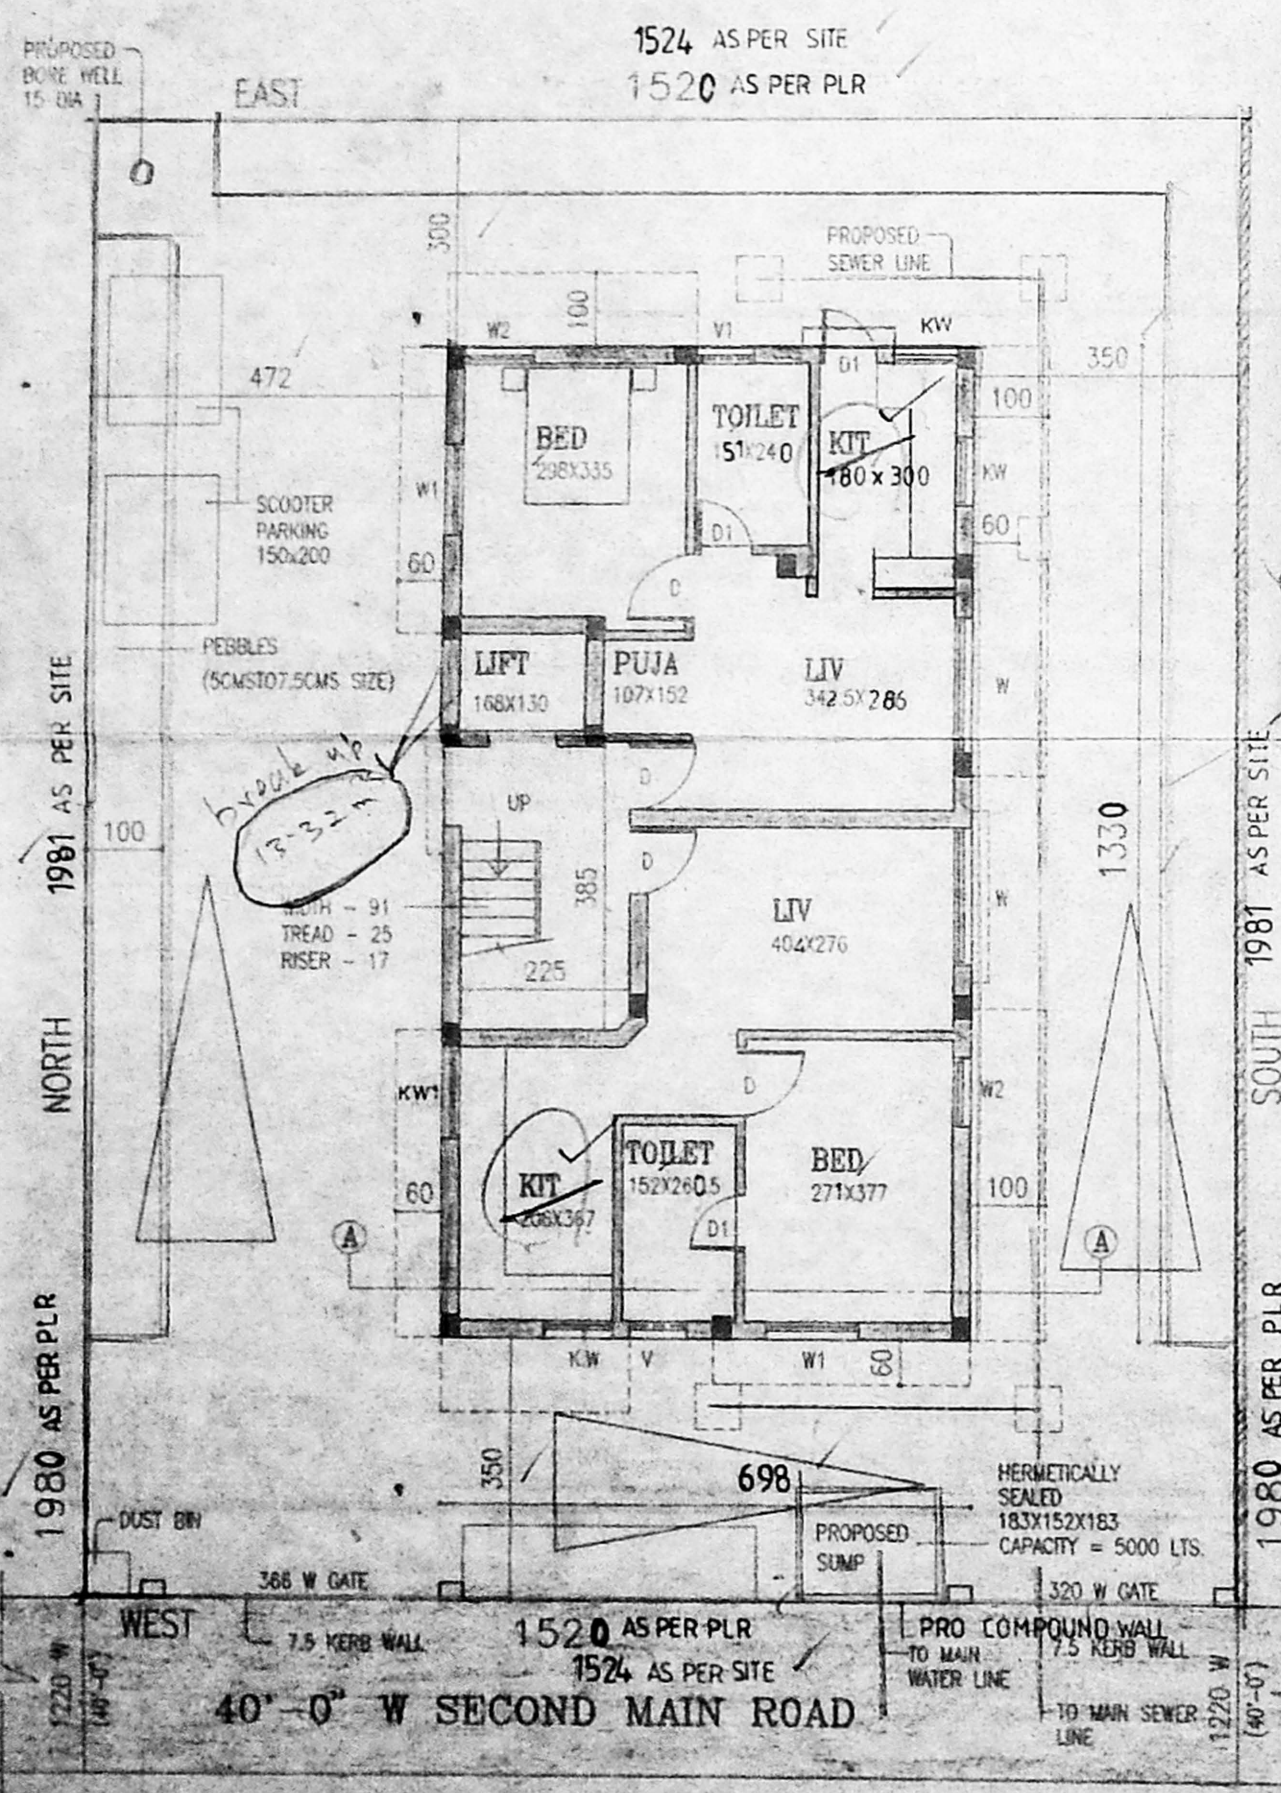 1524 AS PER SITE
1520 AS PER PLR
PROPOSED
BORE WELL
15 DIA
EAST
300
PROPOSED
SEWER LINE
100
W2
V1
KW
D1
472
350
100
BED
298X335
TOILET
151X240
KIT
180 x 300
W1
KW
SCOOTER
PARKING
150x200
D1
60
60
D
PEBBLES
(5CMSTO7.5CMS SIZE)
LIFT
168X130
PUJA
107X152
LIV
342.5X286
W
1981 AS PER SITE
1981 AS PER SITE
break up
13-32
D
UP
100
1330
D
385
LIV
404X276
W
WIDTH - 91
TREAD - 25
RISER - 17
225
NORTH
SOUTH
KW1
D
W2
TOILET
152X260.5
BED
271X377
KIT
206X367
60
100
D1
A
A
1980 AS PER PLR
1980 AS PER PLR
KW
V
W1
60
350
698
HERMETICALLY
SEALED
183X152X183
CAPACITY = 5000 LTS.
DUST BIN
PROPOSED
SUMP
366 W GATE
320 W GATE
WEST
7.5 KERB WALL
1520 AS PER PLR
PRO COMPOUND WALL
7.5 KERB WALL
1524 AS PER SITE
TO MAIN
WATER LINE
1220 W
(40'-0")
40'-0" W SECOND MAIN ROAD
TO MAIN SEWER
LINE
1220 W
(40'-0")